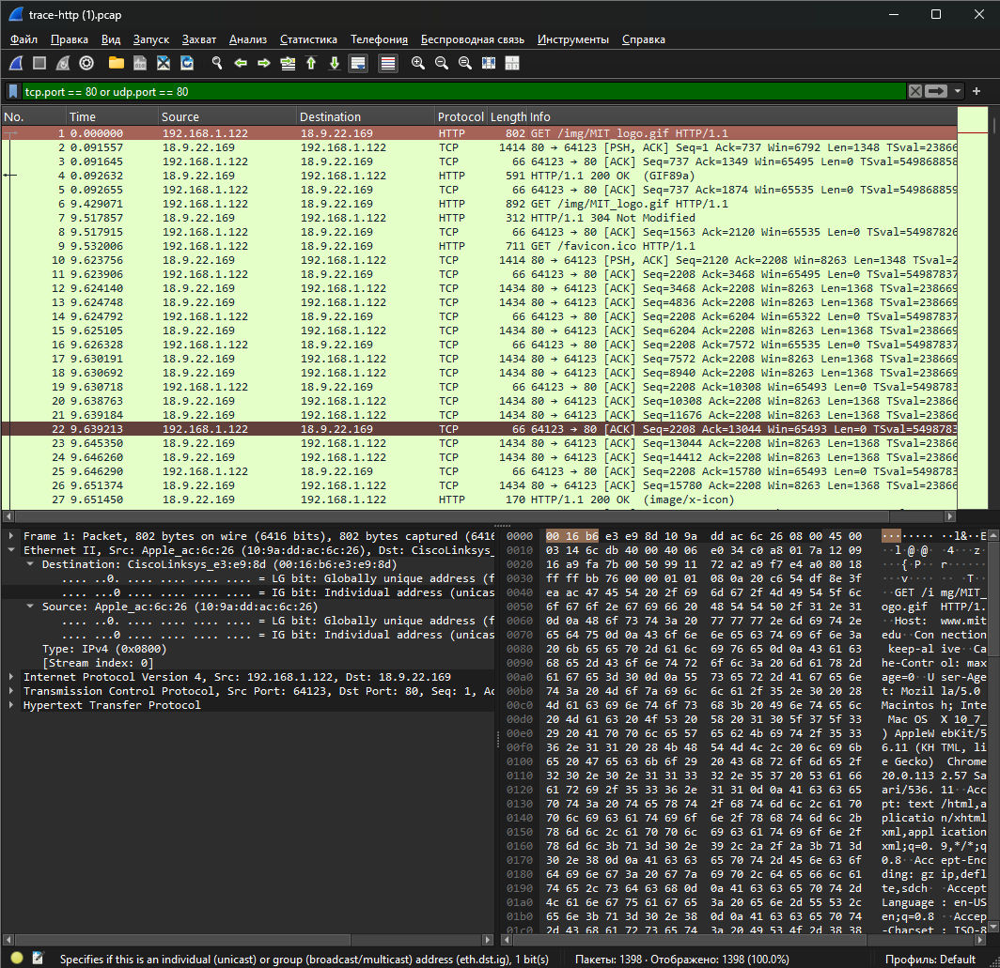 trace-http (1).pcap
Файл Правка Вид Запуск Захват Анализ Статистика Телефония Беспроводная связь Инструменты Справка
tcp.port == 80 or udp.port == 80
No. Time Source Destination Protocol Length Info
1 0.000000 192.168.1.122 18.9.22.169 HTTP 802 GET /img/MIT_logo.gif HTTP/1.1
2 0.091557 18.9.22.169 192.168.1.122 TCP 1414 80 → 64123 [PSH, ACK] Seq=1 Ack=737 Win=6792 Len=1348 TSval=23866
3 0.091645 192.168.1.122 18.9.22.169 TCP 66 64123 → 80 [ACK] Seq=737 Ack=1349 Win=65495 Len=0 TSval=549868858
4 0.092632 18.9.22.169 192.168.1.122 HTTP 591 HTTP/1.1 200 OK (GIF89a)
5 0.092655 192.168.1.122 18.9.22.169 TCP 66 64123 → 80 [ACK] Seq=737 Ack=1874 Win=65535 Len=0 TSval=549868859
6 9.429071 192.168.1.122 18.9.22.169 HTTP 892 GET /img/MIT_logo.gif HTTP/1.1
7 9.517857 18.9.22.169 192.168.1.122 HTTP 312 HTTP/1.1 304 Not Modified
8 9.517915 192.168.1.122 18.9.22.169 TCP 66 64123 → 80 [ACK] Seq=1563 Ack=2120 Win=65535 Len=0 TSval=54987826
9 9.532006 192.168.1.122 18.9.22.169 HTTP 711 GET /favicon.ico HTTP/1.1
10 9.623756 18.9.22.169 192.168.1.122 TCP 1414 80 → 64123 [PSH, ACK] Seq=2120 Ack=2208 Win=8263 Len=1348 TSval=2
11 9.623906 192.168.1.122 18.9.22.169 TCP 66 64123 → 80 [ACK] Seq=2208 Ack=3468 Win=65495 Len=0 TSval=54987837
12 9.624140 18.9.22.169 192.168.1.122 TCP 1434 80 → 64123 [ACK] Seq=3468 Ack=2208 Win=8263 Len=1368 TSval=238669
13 9.624748 18.9.22.169 192.168.1.122 TCP 1434 80 → 64123 [ACK] Seq=4836 Ack=2208 Win=8263 Len=1368 TSval=238669
14 9.624792 192.168.1.122 18.9.22.169 TCP 66 64123 → 80 [ACK] Seq=2208 Ack=6204 Win=65322 Len=0 TSval=54987837
15 9.625105 18.9.22.169 192.168.1.122 TCP 1434 80 → 64123 [ACK] Seq=6204 Ack=2208 Win=8263 Len=1368 TSval=238669
16 9.626328 192.168.1.122 18.9.22.169 TCP 66 64123 → 80 [ACK] Seq=2208 Ack=7572 Win=65535 Len=0 TSval=54987837
17 9.630191 18.9.22.169 192.168.1.122 TCP 1434 80 → 64123 [ACK] Seq=7572 Ack=2208 Win=8263 Len=1368 TSval=238669
18 9.630692 18.9.22.169 192.168.1.122 TCP 1434 80 → 64123 [ACK] Seq=8940 Ack=2208 Win=8263 Len=1368 TSval=238669
19 9.630718 192.168.1.122 18.9.22.169 TCP 66 64123 → 80 [ACK] Seq=2208 Ack=10308 Win=65493 Len=0 TSval=5498783
20 9.638763 18.9.22.169 192.168.1.122 TCP 1434 80 → 64123 [ACK] Seq=10308 Ack=2208 Win=8263 Len=1368 TSval=23866
21 9.639184 18.9.22.169 192.168.1.122 TCP 1434 80 → 64123 [ACK] Seq=11676 Ack=2208 Win=8263 Len=1368 TSval=23866
22 9.639213 192.168.1.122 18.9.22.169 TCP 66 64123 → 80 [ACK] Seq=2208 Ack=13044 Win=65493 Len=0 TSval=5498783
23 9.645350 18.9.22.169 192.168.1.122 TCP 1434 80 → 64123 [ACK] Seq=13044 Ack=2208 Win=8263 Len=1368 TSval=23866
24 9.646260 18.9.22.169 192.168.1.122 TCP 1434 80 → 64123 [ACK] Seq=14412 Ack=2208 Win=8263 Len=1368 TSval=23866
25 9.646290 192.168.1.122 18.9.22.169 TCP 66 64123 → 80 [ACK] Seq=2208 Ack=15780 Win=65493 Len=0 TSval=5498783
26 9.651374 18.9.22.169 192.168.1.122 TCP 1434 80 → 64123 [ACK] Seq=15780 Ack=2208 Win=8263 Len=1368 TSval=23866
27 9.651450 18.9.22.169 192.168.1.122 HTTP 170 HTTP/1.1 200 OK (image/x-icon)
Frame 1: Packet, 802 bytes on wire (6416 bits), 802 bytes captured (6416
Ethernet II, Src: Apple_ac:6c:26 (10:9a:dd:ac:6c:26), Dst: CiscoLinksys_
Destination: CiscoLinksys_e3:e9:8d (00:16:b6:e3:e9:8d)
.... ..0. .... .... .... .... = LG bit: Globally unique address (f
.... ...0 .... .... .... .... = IG bit: Individual address (unicas
Source: Apple_ac:6c:26 (10:9a:dd:ac:6c:26)
.... ..0. .... .... .... .... = LG bit: Globally unique address (f
.... ...0 .... .... .... .... = IG bit: Individual address (unicas
Type: IPv4 (0x0800)
[Stream index: 0]
Internet Protocol Version 4, Src: 192.168.1.122, Dst: 18.9.22.169
Transmission Control Protocol, Src Port: 64123, Dst Port: 80, Seq: 1, Ac
Hypertext Transfer Protocol
0000 00 16 b6 e3 e9 8d 10 9a dd ac 6c 26 08 00 45 00 ········ ··l&··E
0010 03 14 6c db 40 00 40 06 e0 34 c0 a8 01 7a 12 09 ··l·@·@· ·4···z
0020 16 a9 fa 7b 00 50 99 11 72 a2 a9 f7 e4 a0 80 18 ···{·P·· r·····
0030 ff ff bb 76 00 00 01 01 08 0a 20 c6 54 df 8e 3f
0040 ea ac 47 45 54 20 2f 69 6d 67 2f 4d 49 54 5f 6c ··GET /i mg/MIT_
0050 6f 67 6f 2e 67 69 66 20 48 54 54 50 2f 31 2e 31 ogo.gif HTTP/1.
0060 0d 0a 48 6f 73 74 3a 20 77 77 77 2e 6d 69 74 2e ··Host: www.mit
0070 65 64 75 0d 0a 43 6f 6e 6e 65 63 74 69 6f 6e 3a edu··Con nection
0080 20 6b 65 65 70 2d 61 6c 69 76 65 0d 0a 43 61 63 keep-al ive··Ca
0090 68 65 2d 43 6f 6e 74 72 6f 6c 3a 20 6d 61 78 2d he-Contr ol: max
00a0 61 67 65 3d 30 0d 0a 55 73 65 72 2d 41 67 65 6e age=0··U ser-Age
00b0 74 3a 20 4d 6f 7a 69 6c 6c 61 2f 35 2e 30 20 28 t: Mozil la/5.0
00c0 4d 61 63 69 6e 74 6f 73 68 3b 20 49 6e 74 65 6c Macintos h; Inte
00d0 20 4d 61 63 20 4f 53 20 58 20 31 30 5f 37 5f 33 Mac OS X 10_7_
00e0 29 20 41 70 70 6c 65 57 65 62 4b 69 74 2f 35 33 ) AppleW ebKit/5
00f0 36 2e 31 31 20 28 4b 48 54 4d 4c 2c 20 6c 69 6b 6.11 (KH TML, li
0100 65 20 47 65 63 6b 6f 29 20 43 68 72 6f 6d 65 2f e Gecko) Chrome
0110 32 30 2e 30 2e 31 31 33 32 2e 35 37 20 53 61 66 20.0.113 2.57 Sa
0120 61 72 69 2f 35 33 36 2e 31 31 0d 0a 41 63 63 65 ari/536. 11··Acc
0130 70 74 3a 20 74 65 78 74 2f 68 74 6d 6c 2c 61 70 pt: text /html,a
0140 70 6c 69 63 61 74 69 6f 6e 2f 78 68 74 6d 6c 2b plicatio n/xhtml
0150 78 6d 6c 2c 61 70 70 6c 69 63 61 74 69 6f 6e 2f xml,appl ication
0160 78 6d 6c 3b 71 3d 30 2e 39 2c 2a 2f 2a 3b 71 3d xml;q=0. 9,*/*;q
0170 30 2e 38 0d 0a 41 63 63 65 70 74 2d 45 6e 63 6f 0.8··Acc ept-Enc
0180 64 69 6e 67 3a 20 67 7a 69 70 2c 64 65 66 6c 61 ding: gz ip,defl
0190 74 65 2c 73 64 63 68 0d 0a 41 63 63 65 70 74 2d te,sdch· ·Accept
01a0 4c 61 6e 67 75 61 67 65 3a 20 65 6e 2d 55 53 2c Language : en-US
01b0 65 6e 3b 71 3d 30 2e 38 0d 0a 41 63 63 65 70 74 en;q=0.8 ··Accep
01c0 2d 43 68 61 72 73 65 74 3a 20 49 53 4f 2d 38 38 -Charset : ISO-8
Specifies if this is an individual (unicast) or group (broadcast/multicast) address (eth.dst.ig), 1 bit(s) Пакеты: 1398 · Отображено: 1398 (100.0%) Профиль: Default